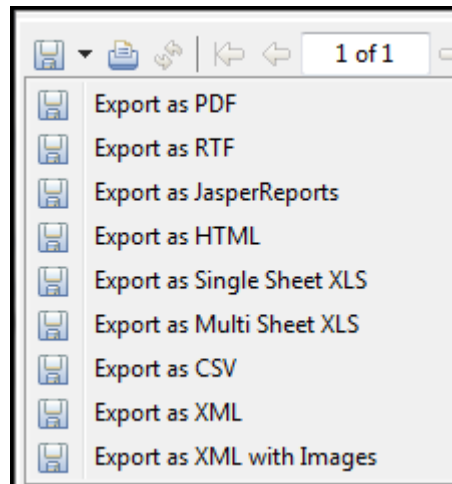 1 of 1
Export as PDF
Export as RTF
Export as JasperReports
Export as HTML
Export as Single Sheet XLS
Export as Multi Sheet XLS
Export as CSV
Export as XML
Export as XML with Images